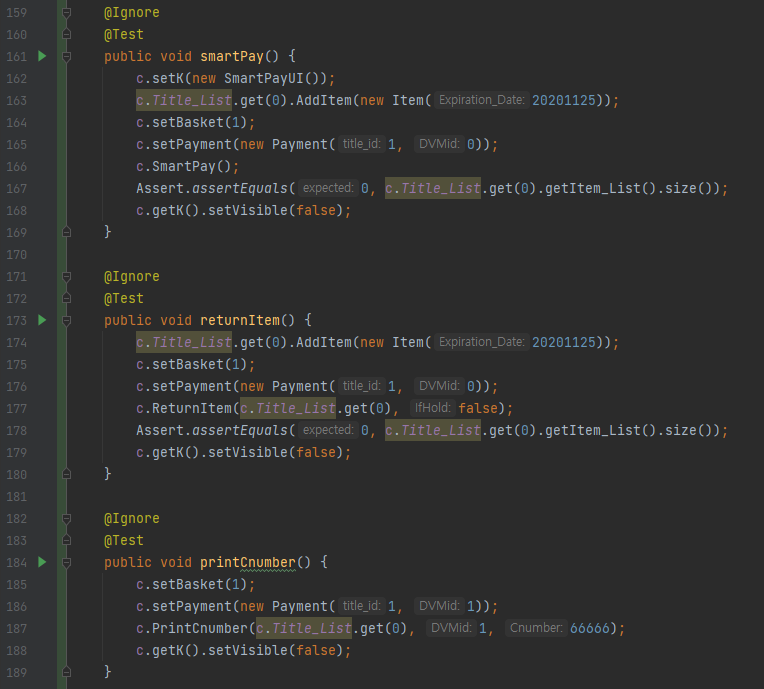 159 @Ignore
160 @Test
161 public void smartPay() {
162 c.setK(new SmartPayUI());
163 c.Title_List.get(0).AddItem(new Item( Expiration_Date: 20201125));
164 c.setBasket(1);
165 c.setPayment(new Payment( title_id: 1, DVMid: 0));
166 c.SmartPay();
167 Assert.assertEquals( expected: 0, c.Title_List.get(0).getItem_List().size());
168 c.getK().setVisible(false);
169 }
170
171 @Ignore
172 @Test
173 public void returnItem() {
174 c.Title_List.get(0).AddItem(new Item( Expiration_Date: 20201125));
175 c.setBasket(1);
176 c.setPayment(new Payment( title_id: 1, DVMid: 0));
177 c.ReturnItem(c.Title_List.get(0), IfHold: false);
178 Assert.assertEquals( expected: 0, c.Title_List.get(0).getItem_List().size());
179 c.getK().setVisible(false);
180 }
181
182 @Ignore
183 @Test
184 public void printCnumber() {
185 c.setBasket(1);
186 c.setPayment(new Payment( title_id: 1, DVMid: 1));
187 c.PrintCnumber(c.Title_List.get(0), DVMid: 1, Cnumber: 66666);
188 c.getK().setVisible(false);
189 }